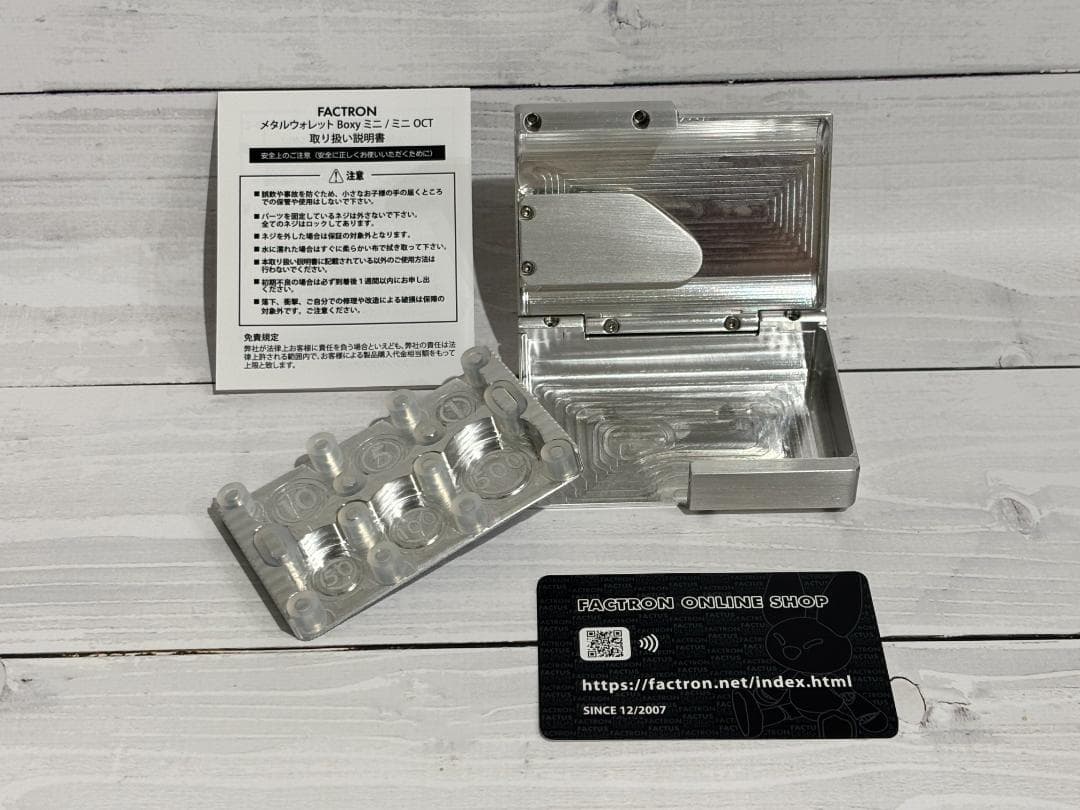 FACTRON
メタルウォレット Boxy ミニ / ミニ OCT
取り扱い説明書
安全上のご注意（安全に正しくお使いいただくために）
注意
■誤飲や事故を防ぐため、小さなお子様の手の届くところ
での保管や使用はしないで下さい。
■パーツを固定しているネジは外さないで下さい。
全てのネジはロックしてあります。
■ネジを外した場合は保証の対象外となります。
■水に濡れた場合はすぐに柔らかい布で拭き取って下さい。
■本取り扱い説明書に記載されている以外のご使用方法は
行わないでください。
■初期不良の場合は必ず到着後１週間以内にお申し出
ください。
■落下、衝撃、ご自分での修理や改造による破損は保障の
対象外です。ご注意ください。
免責規定
弊社が法律上お客様に責任を負う場合といえども、弊社の責任は法
律上許される範囲内で、お客様による製品購入代金相当額をもって
上限と致します。
1
5
10
500
100
50
FACTRON ONLINE SHOP
https://factron.net/index.html
SINCE 12/2007